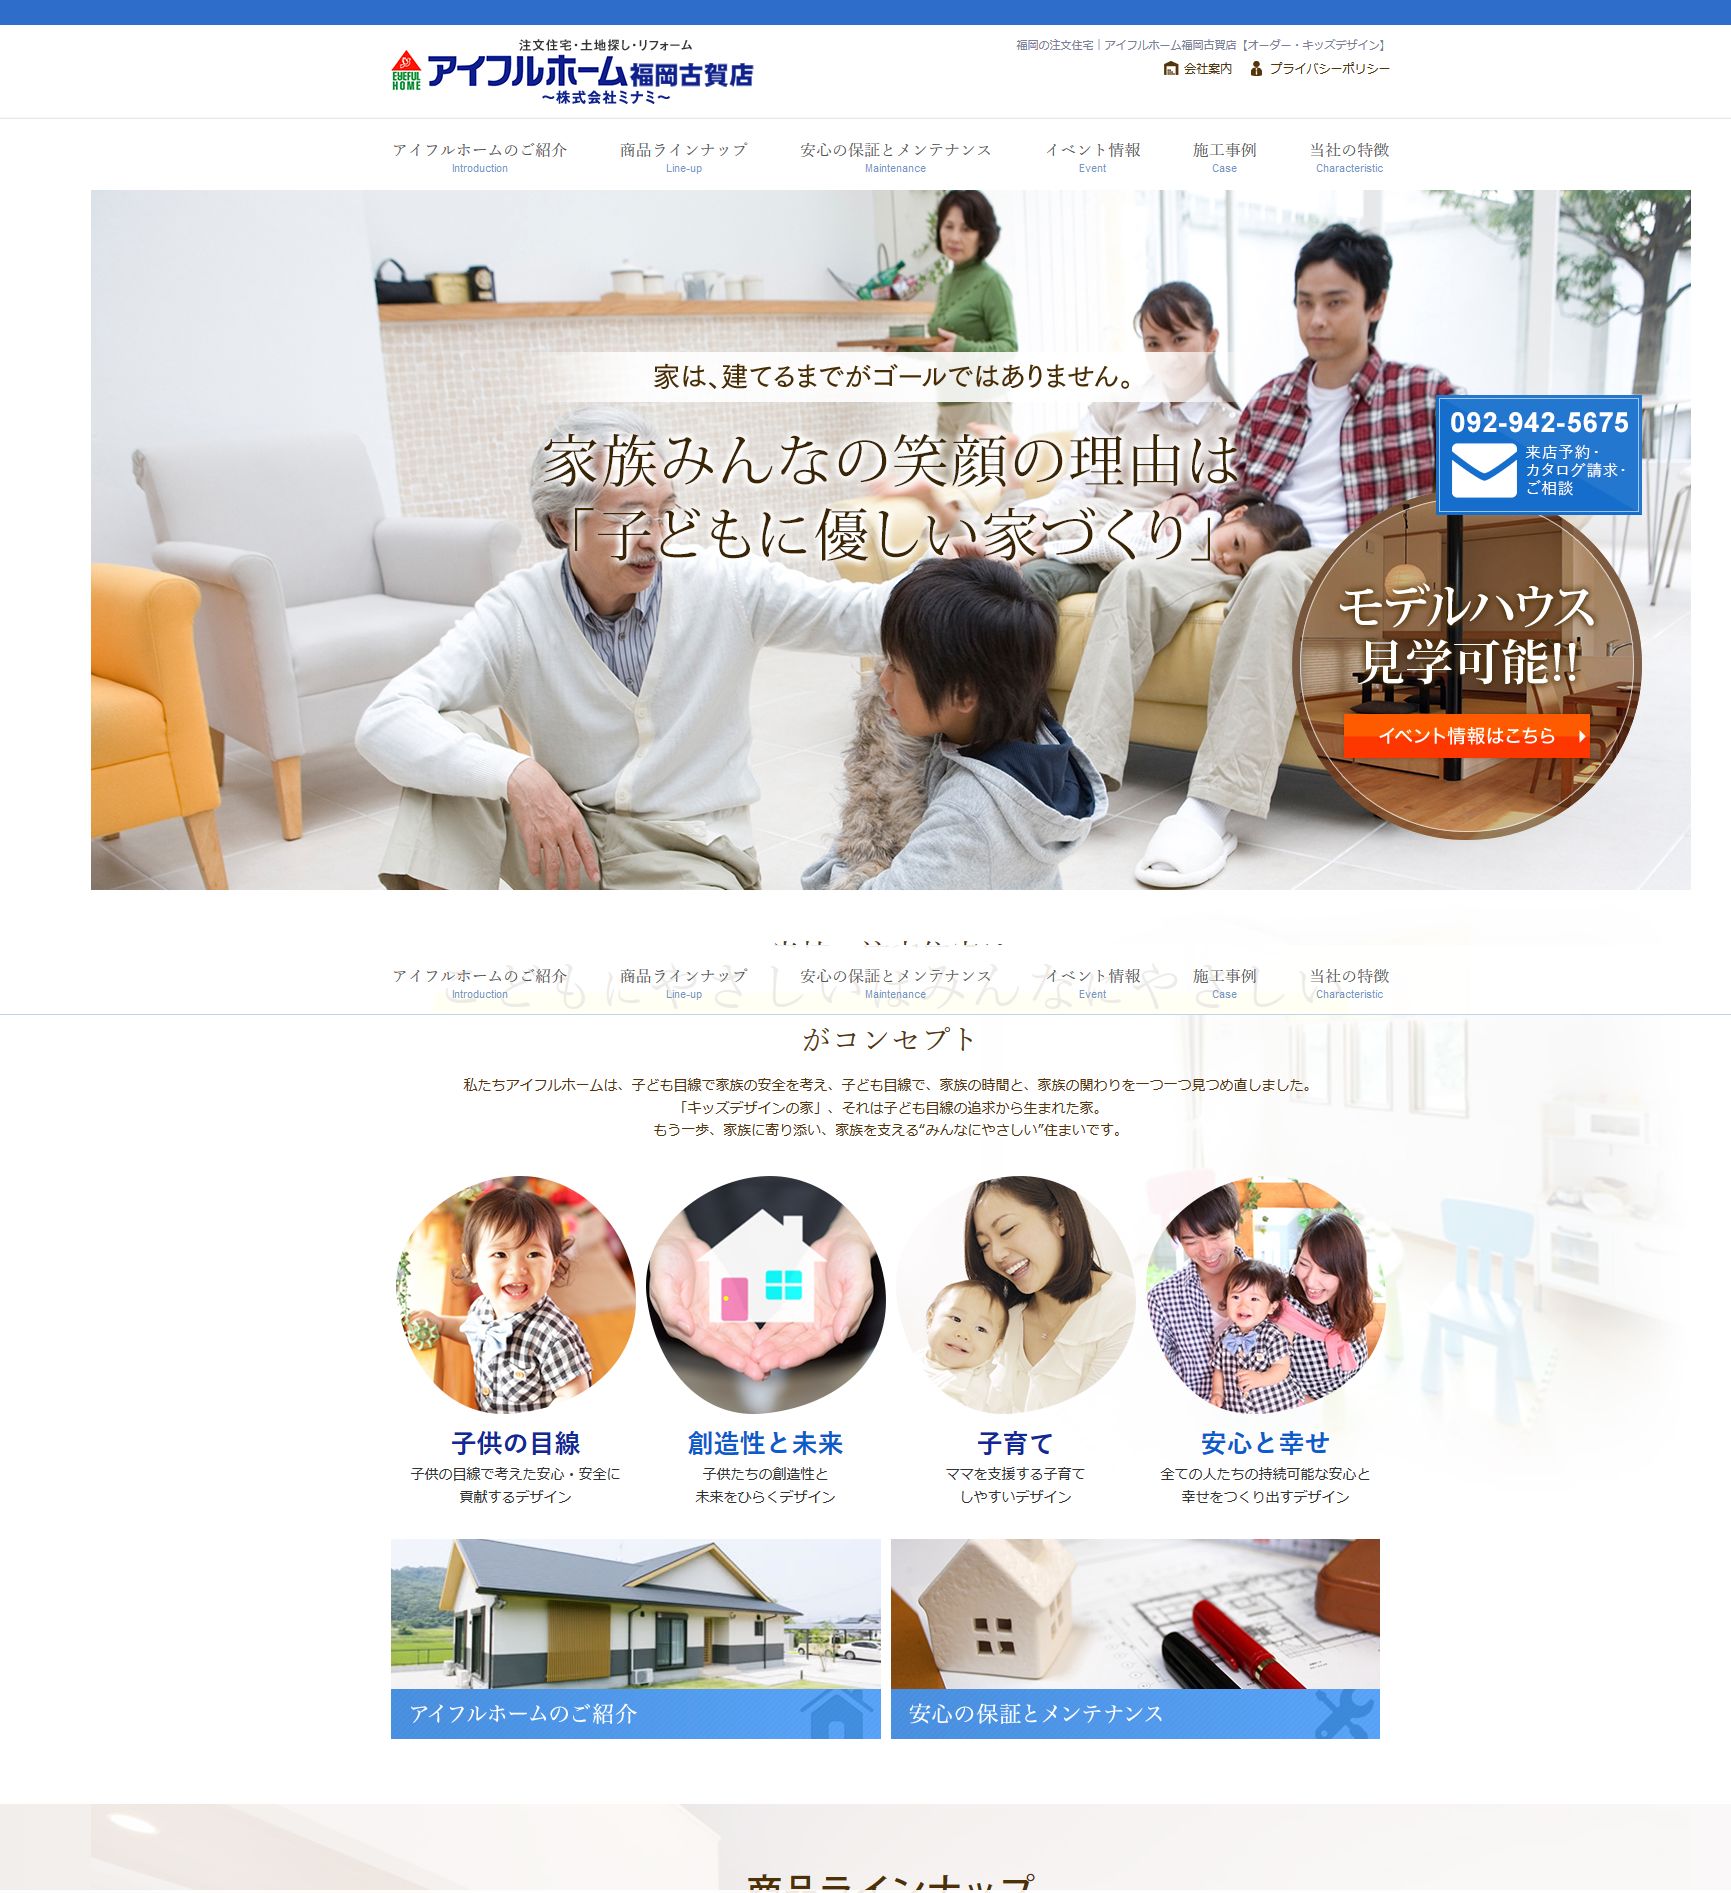 注文住宅・土地探し・リフォーム
EYEFUL HOME
アイフルホーム福岡古賀店
～株式会社ミナミ～
福岡の注文住宅｜アイフルホーム福岡古賀店【オーダー・キッズデザイン】
会社案内 プライバシーポリシー
アイフルホームのご紹介 商品ラインナップ 安心の保証とメンテナンス イベント情報 施工事例 当社の特徴
Introduction Line-up Maintenance Event Case Characteristic
家は、建てるまでがゴールではありません。
家族みんなの笑顔の理由は
「子どもに優しい家づくり」
092-942-5675
来店予約・
カタログ請求・
ご相談
モデルハウス
見学可能!!
イベント情報はこちら
アイフルホームのご紹介 商品ラインナップ 安心の保証とメンテナンス イベント情報 施工事例 当社の特徴
Introduction Line-up Maintenance Event Case Characteristic
こどもにやさしいはみんなにやさしい
がコンセプト
私たちアイフルホームは、子ども目線で家族の安全を考え、子ども目線で、家族の時間と、家族の関わりを一つ一つ見つめ直しました。
「キッズデザインの家」、それは子ども目線の追求から生まれた家。
もう一歩、家族に寄り添い、家族を支える“みんなにやさしい”住まいです。
子供の目線
子供の目線で考えた安心・安全に
貢献するデザイン
創造性と未来
子供たちの創造性と
未来をひらくデザイン
子育て
ママを支援する子育て
しやすいデザイン
安心と幸せ
全ての人たちの持続可能な安心と
幸せをつくり出すデザイン
アイフルホームのご紹介
安心の保証とメンテナンス
商品ラインナップ